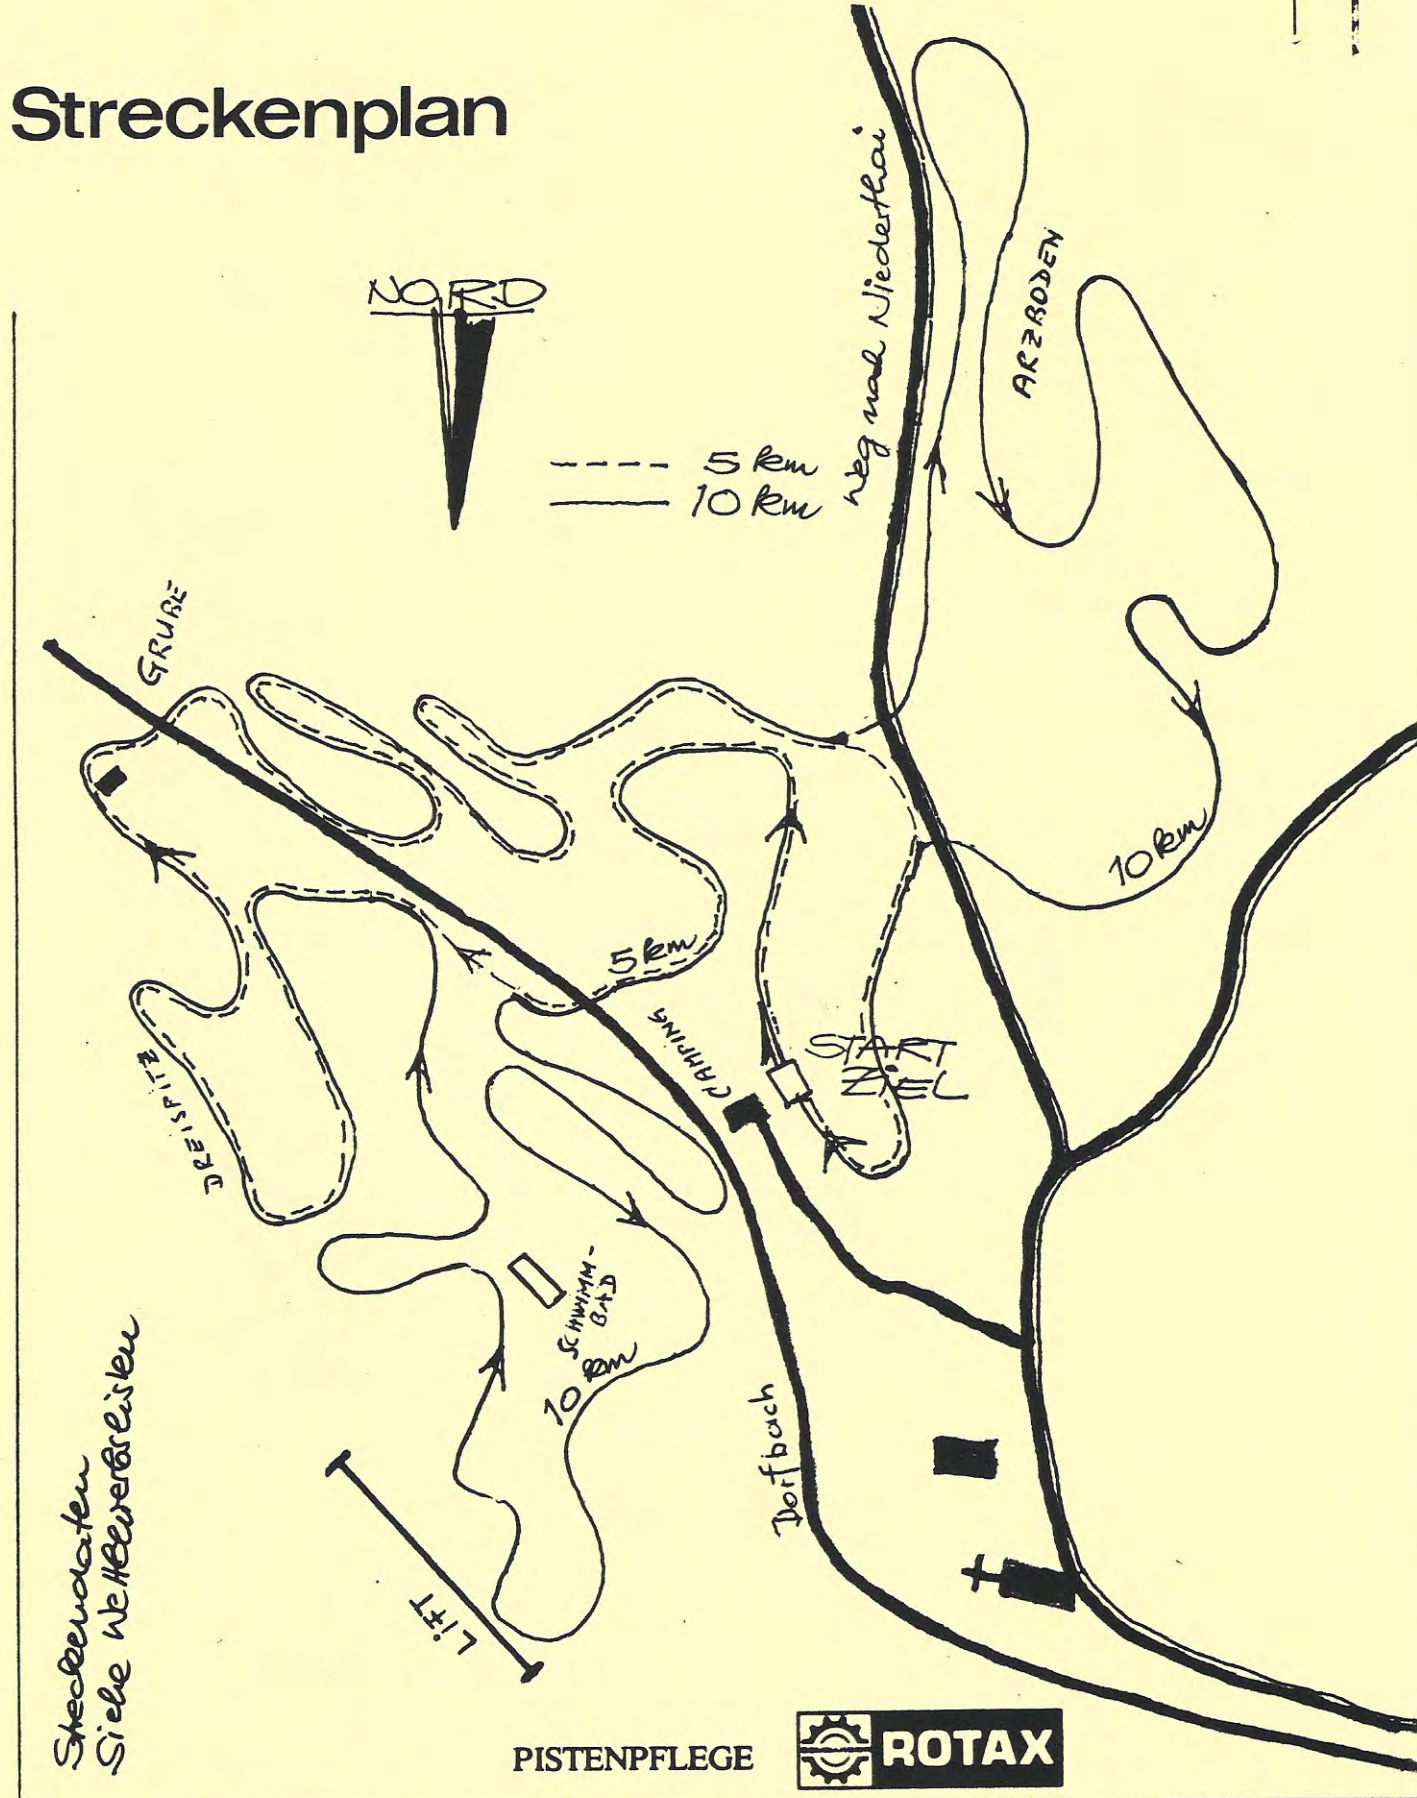 Streckenplan
NORD
5 km
10 km
Weg nach Niederthai
ARZBODEN
GRUBE
10 km
5 km
CAMPING
START
ZIEL
DREISPITZ
SCHWIMM-
BAD
10 km
Dorfbach
LIFT
Streckendaten
Siehe Wettbewerbslisten
PISTENPFLEGE
ROTAX